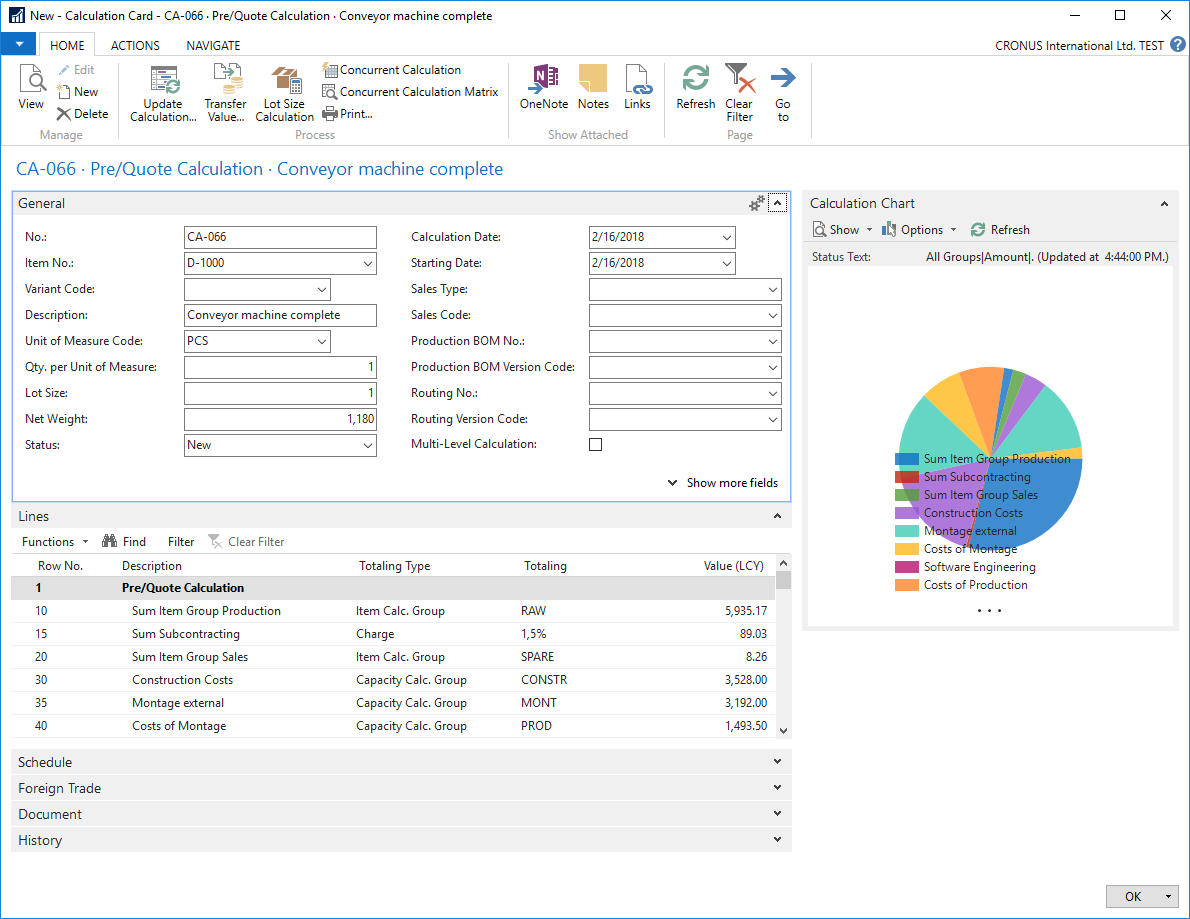 New - Calculation Card - CA-066 · Pre/Quote Calculation · Conveyor machine complete
HOME ACTIONS NAVIGATE CRONUS International Ltd. TEST ?
View
Edit
New
Delete
Manage
Update Calculation...
Transfer Value...
Lot Size Calculation
Concurrent Calculation
Concurrent Calculation Matrix
Print...
Process
OneNote
Notes
Links
Show Attached
Refresh
Clear Filter
Go to
Page
CA-066 · Pre/Quote Calculation · Conveyor machine complete
General
No.: CA-066
Item No.: D-1000
Variant Code:
Description: Conveyor machine complete
Unit of Measure Code: PCS
Qty. per Unit of Measure: 1
Lot Size: 1
Net Weight: 1,180
Status: New
Calculation Date: 2/16/2018
Starting Date: 2/16/2018
Sales Type:
Sales Code:
Production BOM No.:
Production BOM Version Code:
Routing No.:
Routing Version Code:
Multi-Level Calculation:
Show more fields
Lines
Functions Find Filter Clear Filter
Row No. Description Totaling Type Totaling Value (LCY)
1 Pre/Quote Calculation
10 Sum Item Group Production Item Calc. Group RAW 5,935.17
15 Sum Subcontracting Charge 1,5% 89.03
20 Sum Item Group Sales Item Calc. Group SPARE 8.26
30 Construction Costs Capacity Calc. Group CONSTR 3,528.00
35 Montage external Capacity Calc. Group MONT 3,192.00
40 Costs of Montage Capacity Calc. Group PROD 1,493.50
Schedule
Foreign Trade
Document
History
Calculation Chart
Show Options Refresh
Status Text: All Groups|Amount|. (Updated at 4:44:00 PM.)
Sum Item Group Production
Sum Subcontracting
Sum Item Group Sales
Construction Costs
Montage external
Costs of Montage
Software Engineering
Costs of Production
• • •
OK